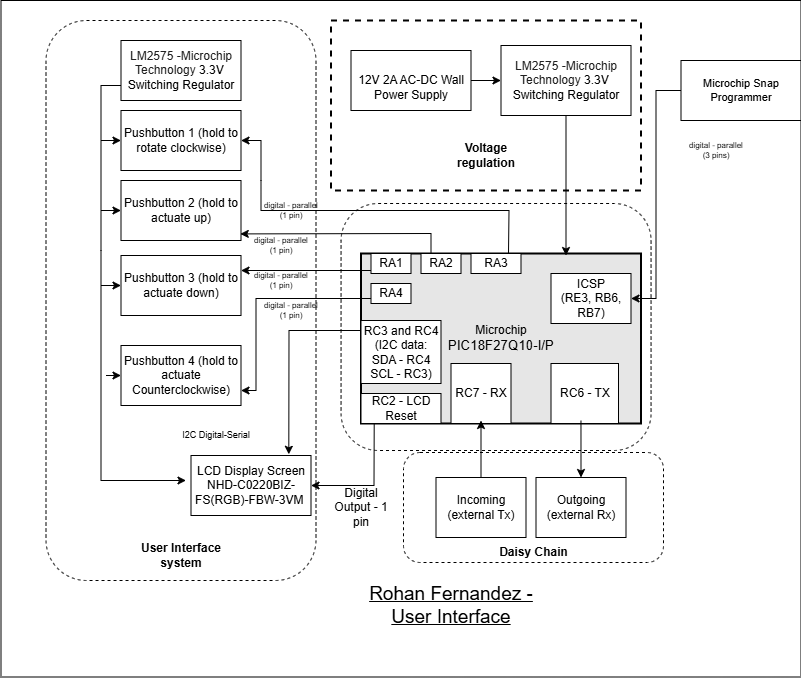 LM2575 -Microchip
Technology 3.3V
Switching Regulator
Pushbutton 1 (hold to
rotate clockwise)
Pushbutton 2 (hold to
actuate up)
Pushbutton 3 (hold to
actuate down)
Pushbutton 4 (hold to
actuate
Counterclockwise)
I2C Digital-Serial
LCD Display Screen
NHD-C0220BIZ-
FS(RGB)-FBW-3VM
User Interface
system
12V 2A AC-DC Wall
Power Supply
LM2575 -Microchip
Technology 3.3V
Switching Regulator
Voltage
regulation
Microchip Snap
Programmer
digital - parallel
(3 pins)
digital - parallel
(1 pin)
digital - parallel
(1 pin)
digital - parallel
(1 pin)
digital - parallel
(1 pin)
RA1
RA2
RA3
RA4
ICSP
(RE3, RB6,
RB7)
RC3 and RC4
(I2C data:
SDA - RC4
SCL - RC3)
Microchip
PIC18F27Q10-I/P
RC2 - LCD
Reset
RC7 - RX
RC6 - TX
Digital
Output - 1
pin
Incoming
(external Tx)
Outgoing
(external Rx)
Daisy Chain
Rohan Fernandez -
User Interface